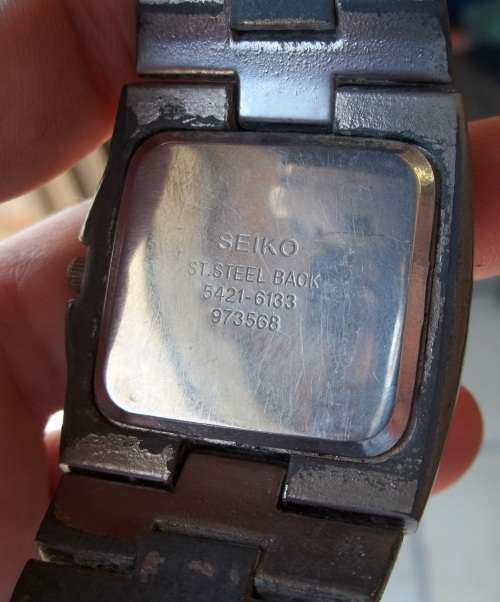 SEIKO
ST.STEEL BACK
5421-6133
973568